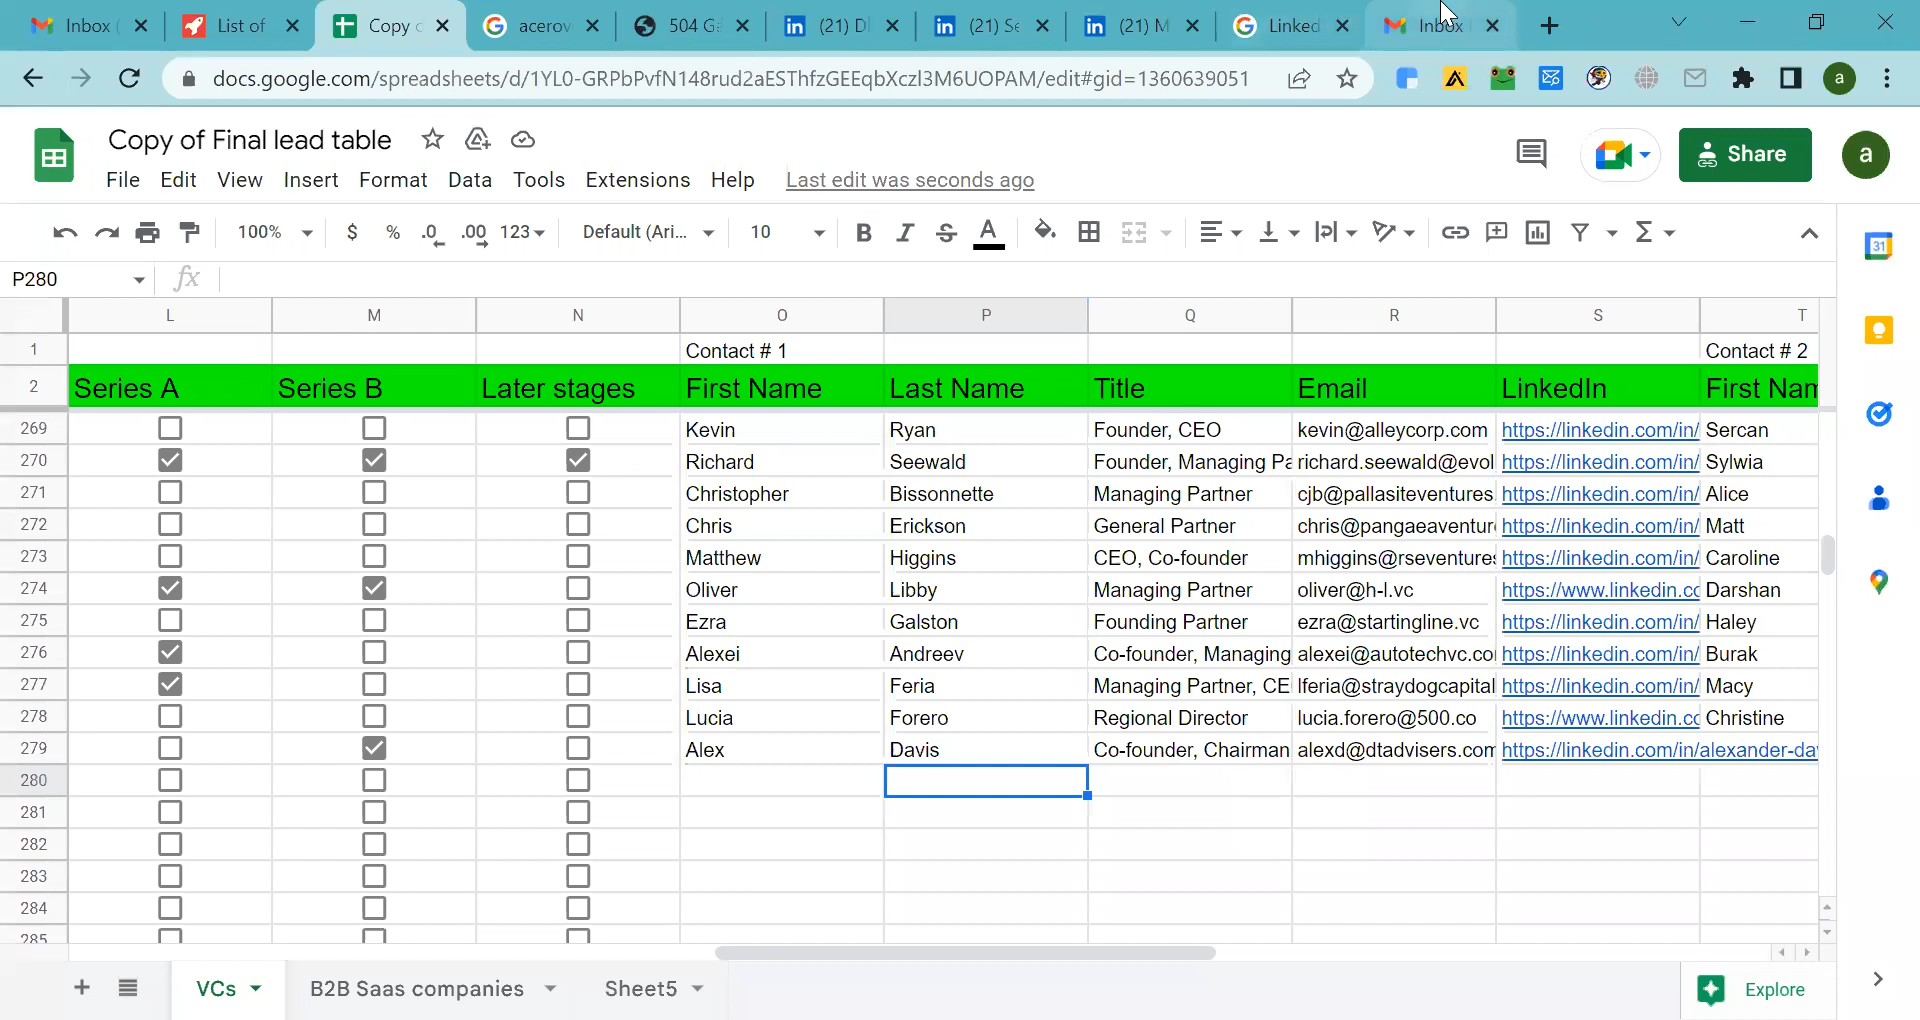 Inbox ( List of Copy acerov 504 G (21) D (21) Se (21) M Linked Inbox
docs.google.com/spreadsheets/d/1YL0-GRPbPvfN148rud2aESThfzGEEqbXczl3M6UOPAM/edit#gid=1360639051 a
Copy of Final lead table
Share a
File Edit View Insert Format Data Tools Extensions Help Last edit was seconds ago
100% $ % .0 .00 123 Default (Ari... 10 B I S A Σ
31
P280 fx
L M N O P Q R S T
1 Contact # 1 Contact # 2
2 Series A Series B Later stages First Name Last Name Title Email LinkedIn First Nam
269 Kevin Ryan Founder, CEO kevin@alleycorp.com https://linkedin.com/in/ Sercan
270 Richard Seewald Founder, Managing Pa richard.seewald@evol https://linkedin.com/in/ Sylwia
271 Christopher Bissonnette Managing Partner cjb@pallasiteventures. https://linkedin.com/in/ Alice
272 Chris Erickson General Partner chris@pangaeaventur https://linkedin.com/in/ Matt
273 Matthew Higgins CEO, Co-founder mhiggins@rseventures https://linkedin.com/in/ Caroline
274 Oliver Libby Managing Partner oliver@h-l.vc https://www.linkedin.co Darshan
275 Ezra Galston Founding Partner ezra@startingline.vc https://linkedin.com/in/ Haley
276 Alexei Andreev Co-founder, Managing alexei@autotechvc.co https://linkedin.com/in/ Burak
277 Lisa Feria Managing Partner, CE lferia@straydogcapital https://linkedin.com/in/ Macy
278 Lucia Forero Regional Director lucia.forero@500.co https://www.linkedin.co Christine
279 Alex Davis Co-founder, Chairman alexd@dtadvisers.com https://linkedin.com/in/alexander-da
280
281
282
283
284
285
VCs B2B Saas companies Sheet5 Explore